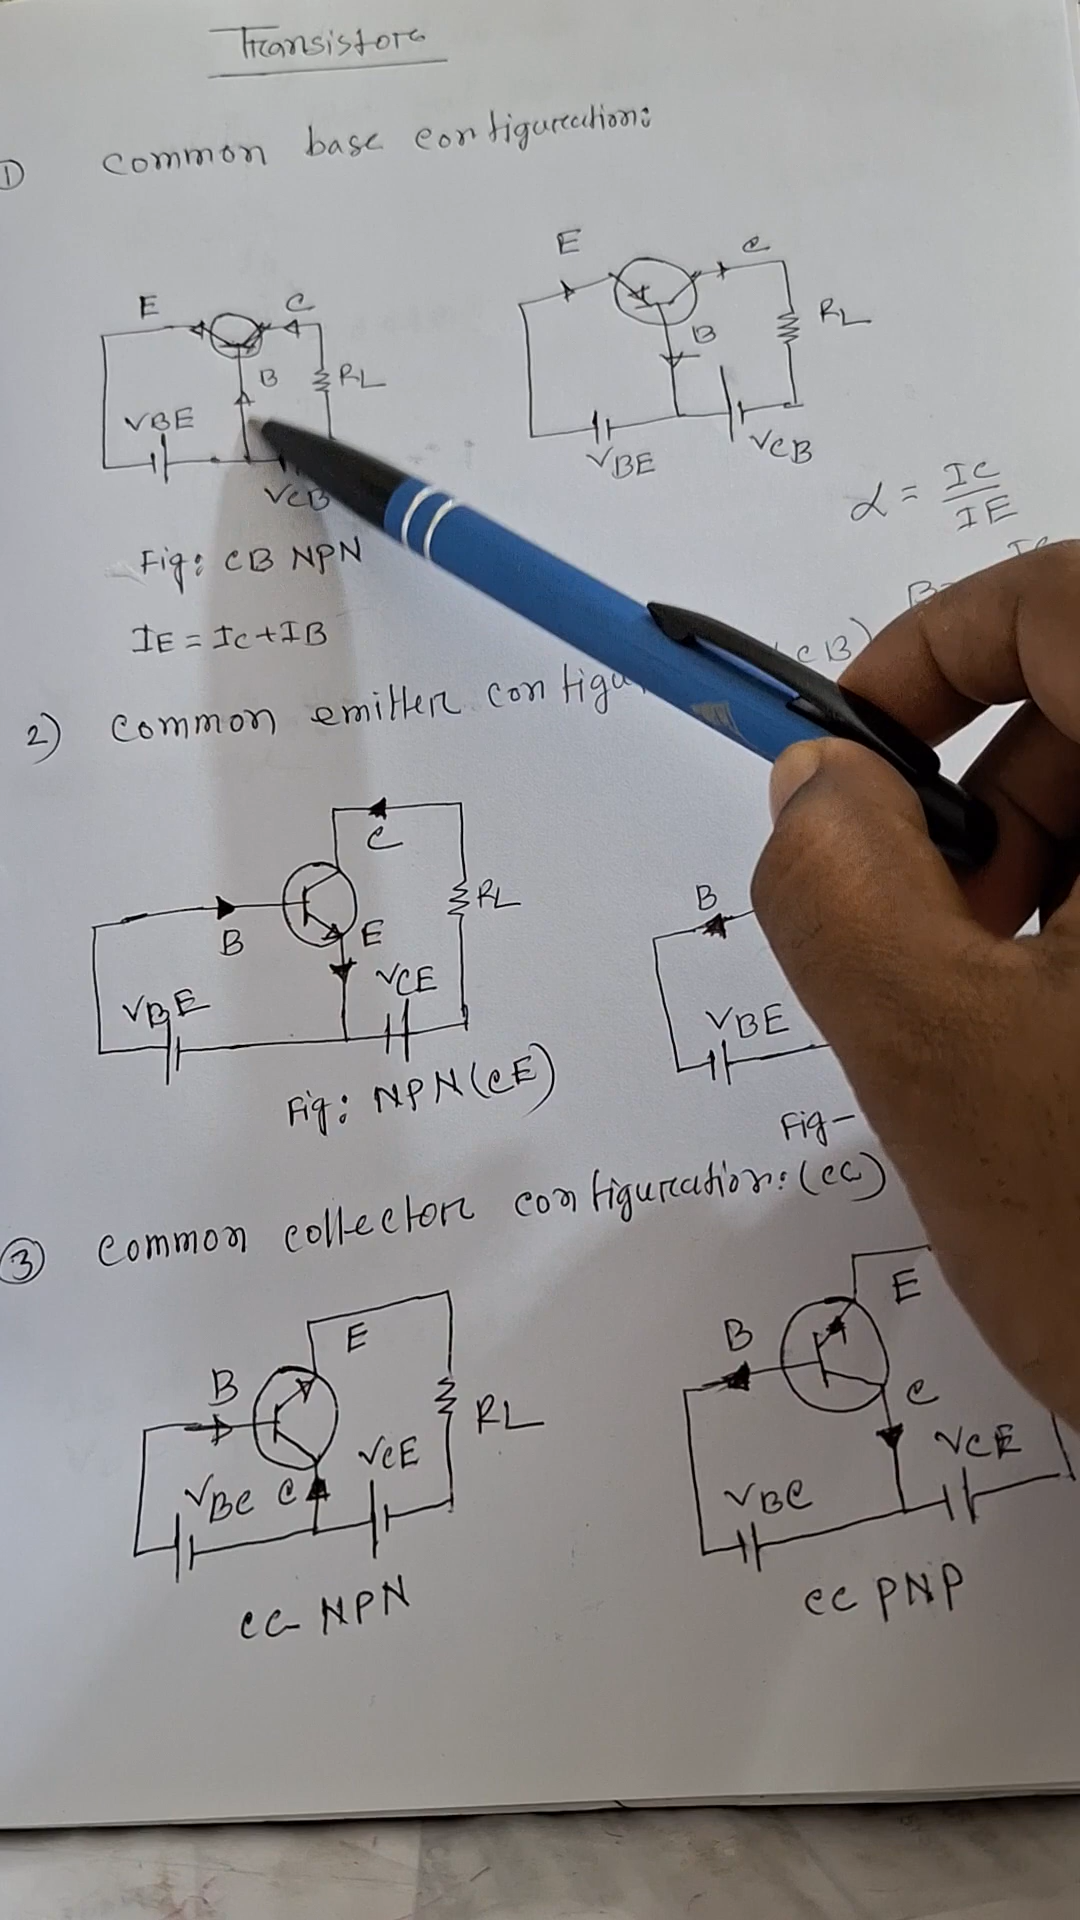 Transistors
① Common base configuration:
E C
B RL
VBE
VCB
E C
B RL
VBE VCB
Fig: CB NPN
α = IC/IE
IE = IC + IB
CB)
2) Common emitter
C
B E RL
VBE VCE
Fig: NPN (CE)
B
VBE
Fig-
③ Common collector configuration: (CC)
E
B RL
VBC C VCE
CC NPN
E
B C
VBC VCE
CC PNP